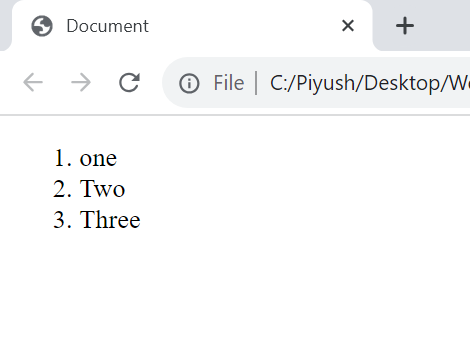 Document
File | C:/Piyush/Desktop/W
1. one
2. Two
3. Three